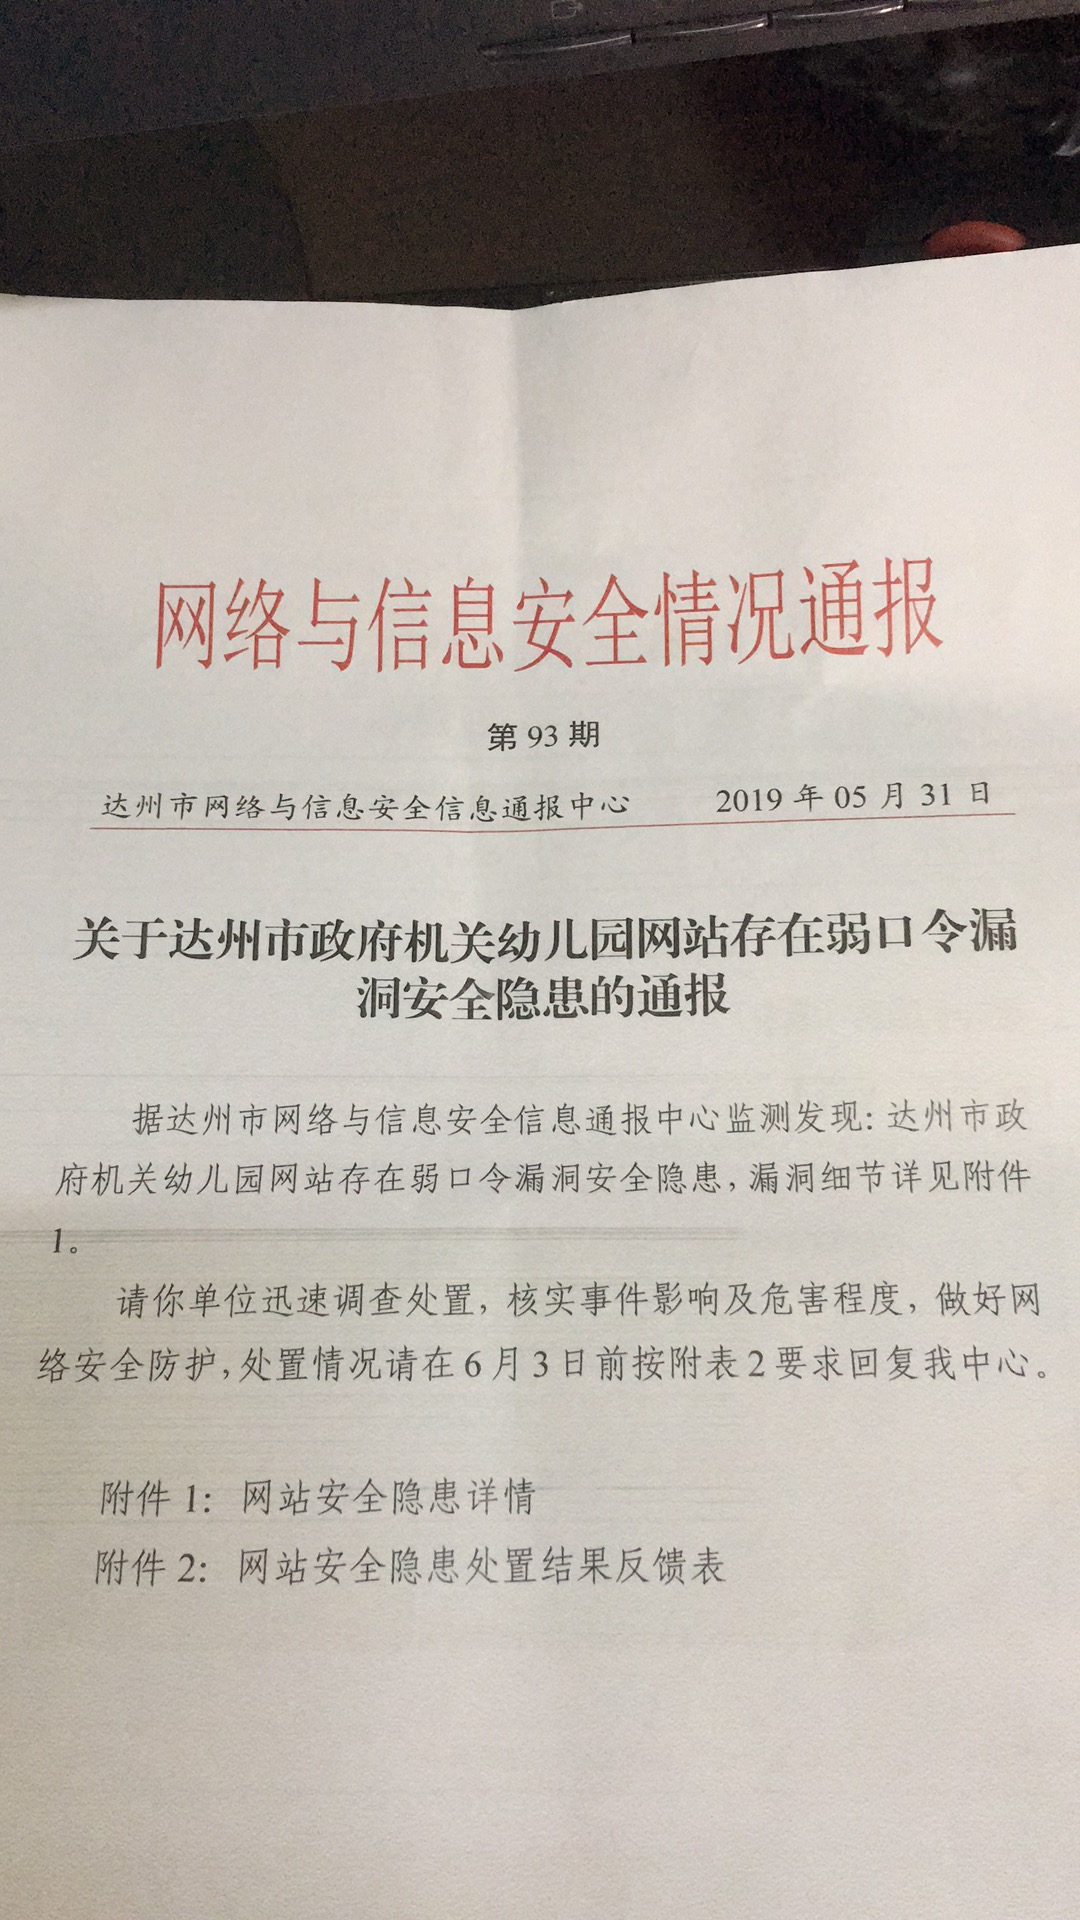 网络与信息安全情况通报
第 93 期
达州市网络与信息安全信息通报中心 2019 年 05 月 31 日
关于达州市政府机关幼儿园网站存在弱口令漏
洞安全隐患的通报
据达州市网络与信息安全信息通报中心监测发现：达州市政
府机关幼儿园网站存在弱口令漏洞安全隐患，漏洞细节详见附件
1。
请你单位迅速调查处置，核实事件影响及危害程度，做好网
络安全防护，处置情况请在 6 月 3 日前按附表 2 要求回复我中心。
附件 1： 网站安全隐患详情
附件 2： 网站安全隐患处置结果反馈表